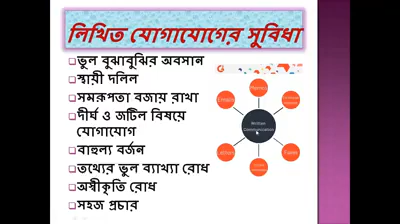 লিখিত যোগাযোগের সুবিধা
ভুল বুঝাবুঝির অবসান
স্থায়ী দলিল
সমরূপতা বজায় রাখা
দীর্ঘ ও জটিল বিষয়ে
যোগাযোগ
বাহুল্য বর্জন
তথ্যের ভুল ব্যাখ্যা রোধ
অস্বীকৃতি রোধ
সহজ প্রচার
Memos
Emails
Written
Communication
Letters
Faxes